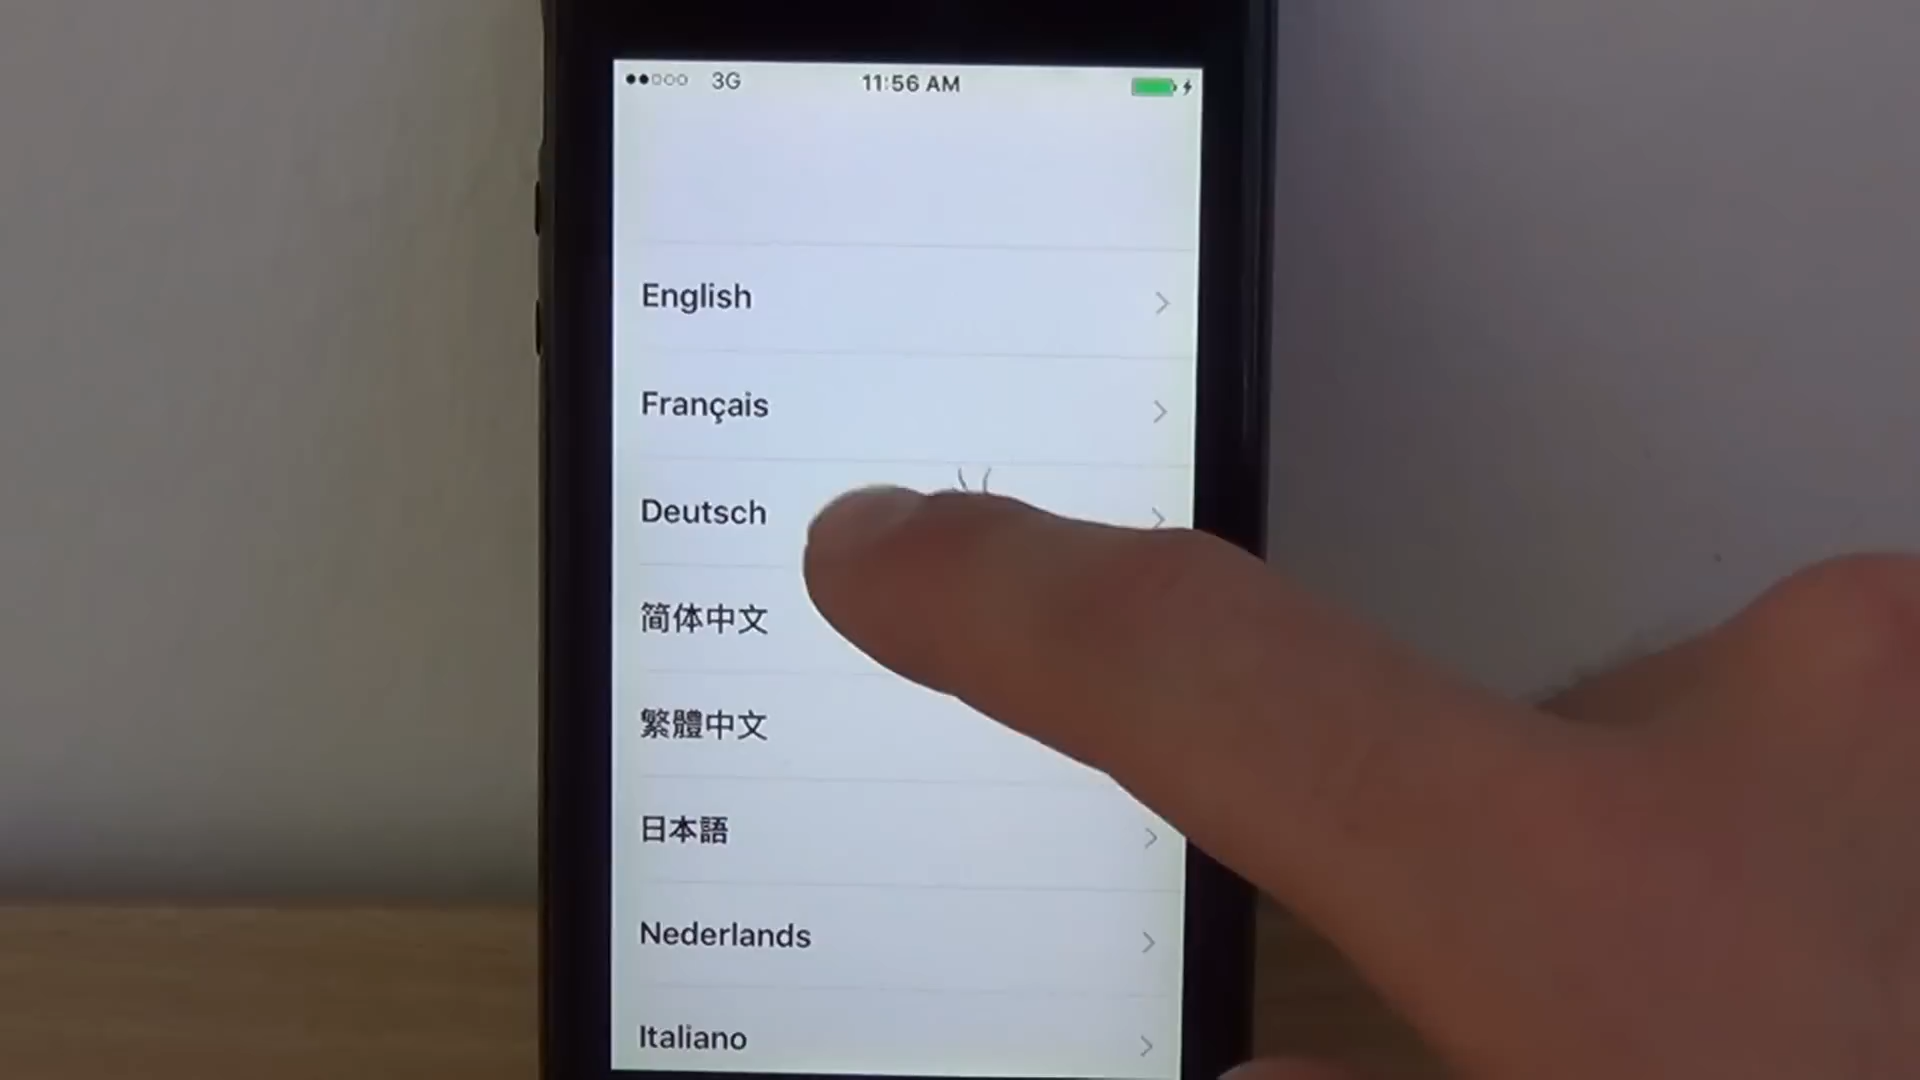 3G 11:56 AM
English
Français
Deutsch
简体中文
繁體中文
日本語
Nederlands
Italiano